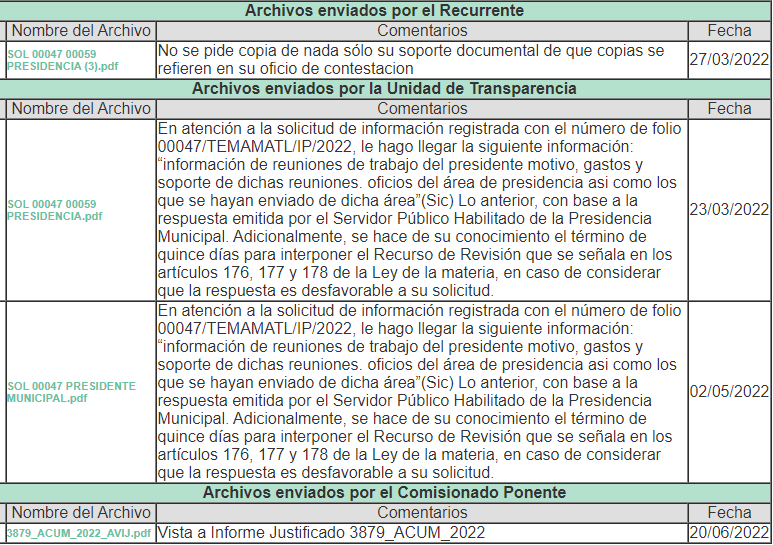 Archivos enviados por el Recurrente
Nombre del Archivo Comentarios Fecha
SOL 00047 00059
PRESIDENCIA (3).pdf
No se pide copia de nada sólo su soporte documental de que copias se
refieren en su oficio de contestacion
27/03/2022
Archivos enviados por la Unidad de Transparencia
Nombre del Archivo Comentarios Fecha
SOL 00047 00059
PRESIDENCIA.pdf
En atención a la solicitud de información registrada con el número de folio
00047/TEMAMATL/IP/2022, le hago llegar la siguiente información:
“información de reuniones de trabajo del presidente motivo, gastos y
soporte de dichas reuniones. oficios del área de presidencia asi como los
que se hayan enviado de dicha área”(Sic) Lo anterior, con base a la
respuesta emitida por el Servidor Público Habilitado de la Presidencia
Municipal. Adicionalmente, se hace de su conocimiento el término de
quince días para interponer el Recurso de Revisión que se señala en los
artículos 176, 177 y 178 de la Ley de la materia, en caso de considerar
que la respuesta es desfavorable a su solicitud.
23/03/2022
SOL 00047 PRESIDENTE
MUNICIPAL.pdf
En atención a la solicitud de información registrada con el número de folio
00047/TEMAMATL/IP/2022, le hago llegar la siguiente información:
“información de reuniones de trabajo del presidente motivo, gastos y
soporte de dichas reuniones. oficios del área de presidencia asi como los
que se hayan enviado de dicha área”(Sic) Lo anterior, con base a la
respuesta emitida por el Servidor Público Habilitado de la Presidencia
Municipal. Adicionalmente, se hace de su conocimiento el término de
quince días para interponer el Recurso de Revisión que se señala en los
artículos 176, 177 y 178 de la Ley de la materia, en caso de considerar
que la respuesta es desfavorable a su solicitud.
02/05/2022
Archivos enviados por el Comisionado Ponente
Nombre del Archivo Comentarios Fecha
3879_ACUM_2022_AVIJ.pdf Vista a Informe Justificado 3879_ACUM_2022 20/06/2022